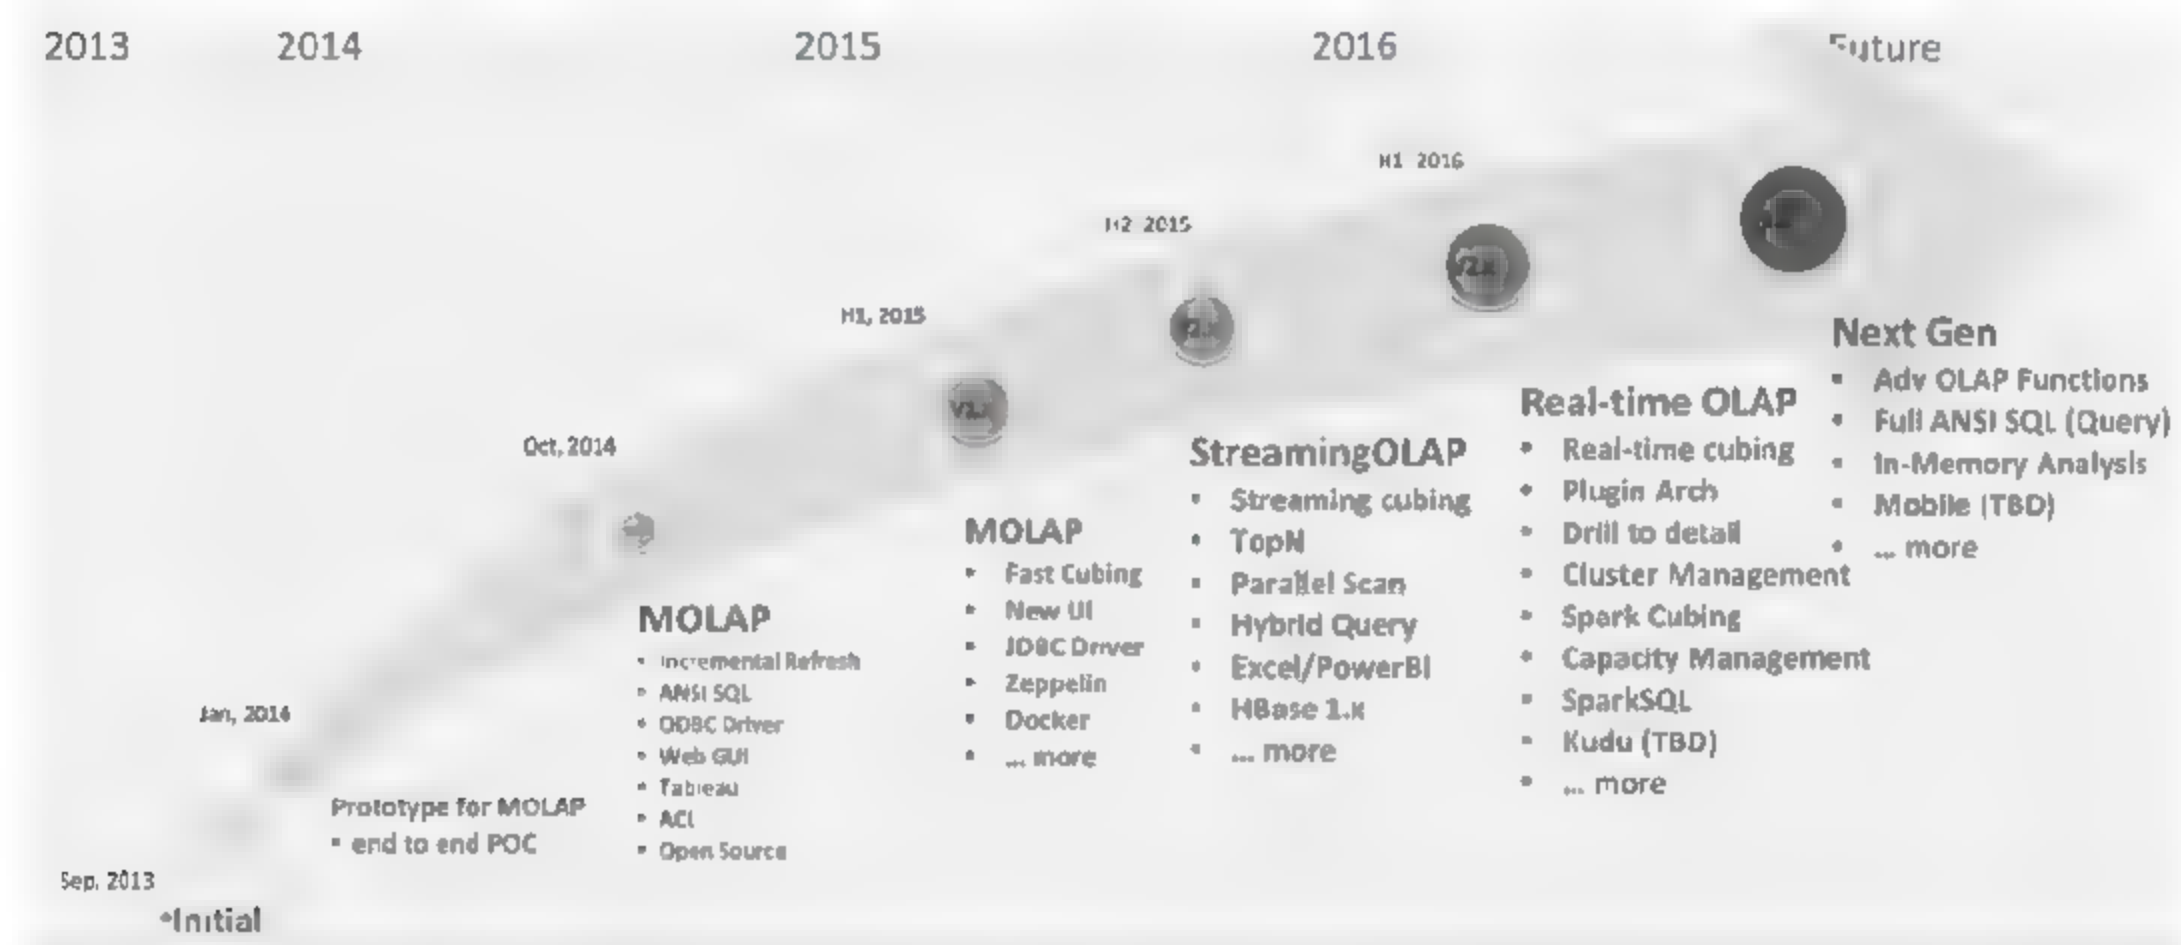 2013
2014
2015
2016
Future
Sep, 2013
•Initial
Jan, 2014
Prototype for MOLAP
▪ end to end POC
Oct, 2014
MOLAP
• Incremental Refresh
• ANSI SQL
• ODBC Driver
• Web GUI
• Tableau
• ACL
• Open Source
H1, 2015
V1.x
MOLAP
• Fast Cubing
• New UI
• JDBC Driver
• Zeppelin
• Docker
• ... more
H2 2015
StreamingOLAP
• Streaming cubing
• TopN
• Parallel Scan
• Hybrid Query
• Excel/PowerBI
• HBase 1.x
• ... more
H1 2016
Real-time OLAP
• Real-time cubing
• Plugin Arch
• Drill to detail
• Cluster Management
• Spark Cubing
• Capacity Management
• SparkSQL
• Kudu (TBD)
• ... more
Next Gen
• Adv OLAP Functions
• Full ANSI SQL (Query)
• In-Memory Analysis
• Mobile (TBD)
• ... more